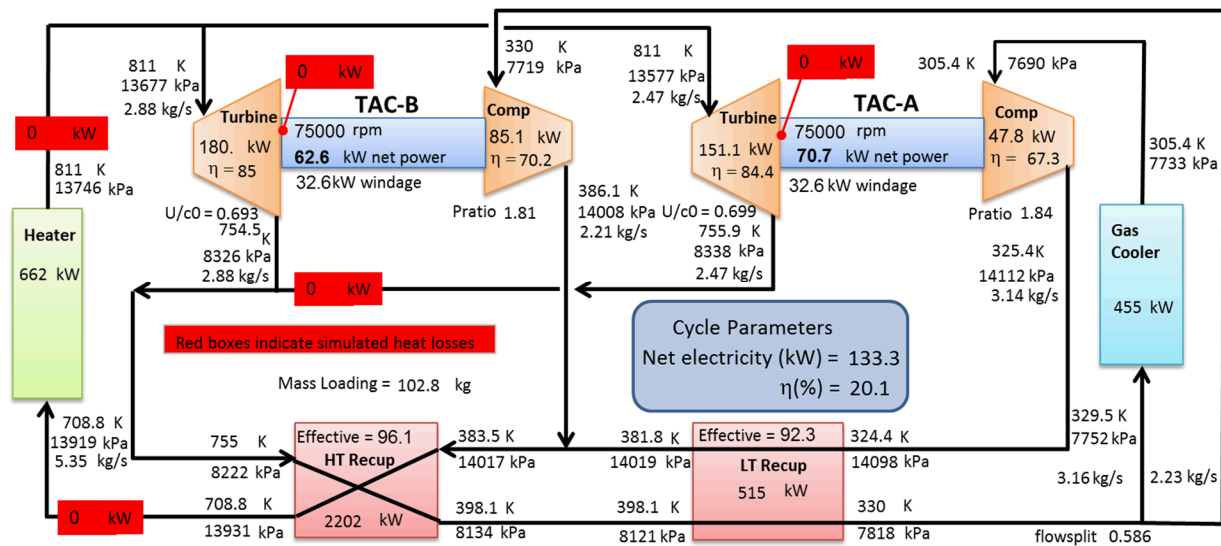 0 kW
811 K
13746 kPa
811 K
13677 kPa
2.88 kg/s
0 kW
TAC-B
330 K
7719 kPa
Turbine
180. kW
η = 85
75000 rpm
62.6 kW net power
32.6kW windage
Comp
85.1 kW
η = 70.2
Pratio 1.81
U/c0 = 0.693
754.5 K
8326 kPa
2.88 kg/s
386.1 K
14008 kPa
2.21 kg/s
811 K
13577 kPa
2.47 kg/s
0 kW
TAC-A
305.4 K
7690 kPa
Turbine
151.1 kW
η = 84.4
75000 rpm
70.7 kW net power
32.6kW windage
Comp
47.8 kW
η = 67.3
Pratio 1.84
U/c0 = 0.699
755.9 K
8338 kPa
2.47 kg/s
325.4K
14112 kPa
3.14 kg/s
305.4 K
7733 kPa
Heater
662 kW
Gas
Cooler
455 kW
0 kW
Red boxes indicate simulated heat losses
Mass Loading = 102.8 kg
Cycle Parameters
Net electricity (kW) = 133.3
η(%) = 20.1
708.8 K
13919 kPa
5.35 kg/s
755 K
8222 kPa
Effective = 96.1
HT Recup
2202 kW
383.5 K
14017 kPa
381.8 K
14019 kPa
Effective = 92.3
LT Recup
515 kW
324.4 K
14098 kPa
329.5 K
7752 kPa
3.16 kg/s
2.23 kg/s
0 kW
708.8 K
13931 kPa
398.1 K
8134 kPa
398.1 K
8121 kPa
330 K
7818 kPa
flowsplit 0.586